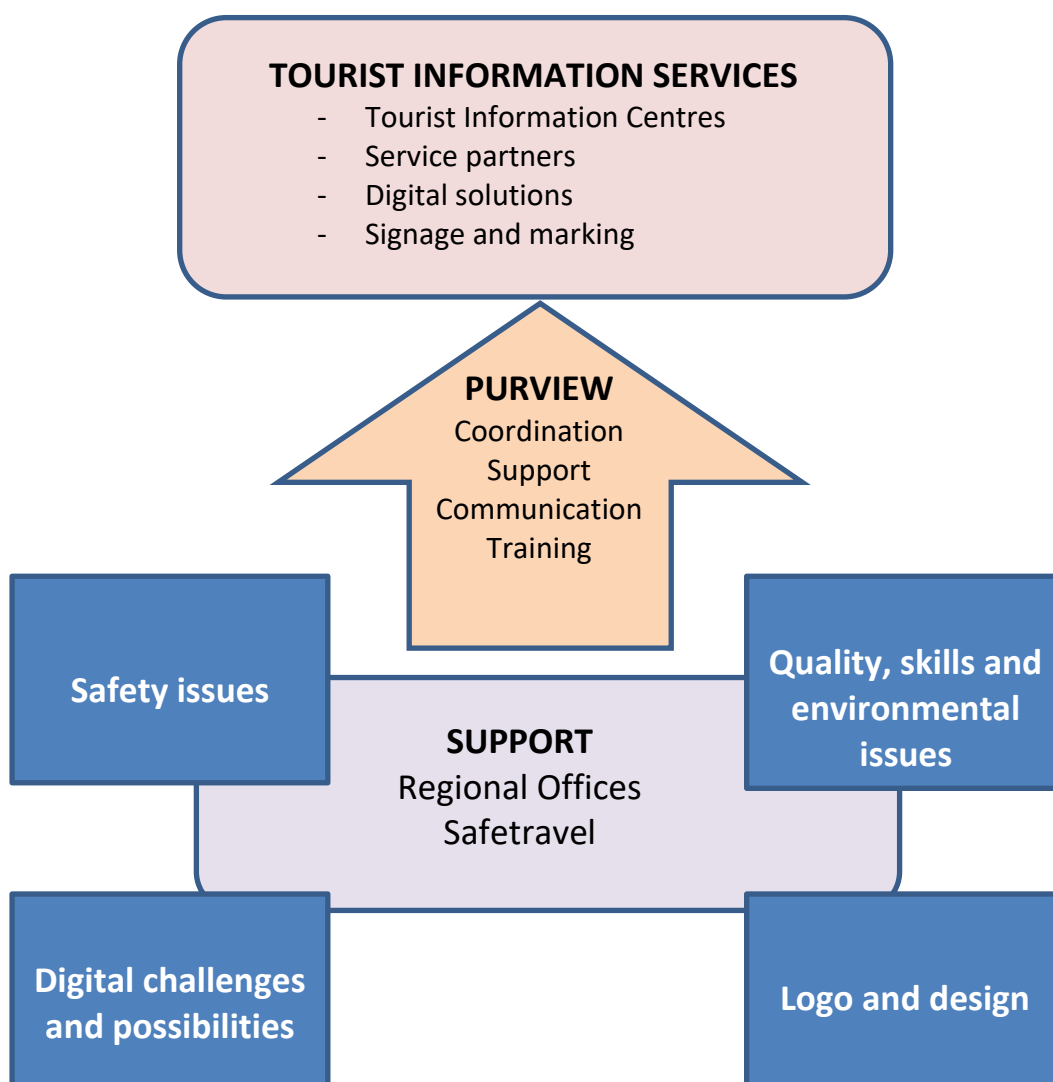 TOURIST INFORMATION SERVICES
- Tourist Information Centres
- Service partners
- Digital solutions
- Signage and marking
PURVIEW
Coordination
Support
Communication
Training
Safety issues
Quality, skills and
environmental
issues
SUPPORT
Regional Offices
Safetravel
Digital challenges
and possibilities
Logo and design